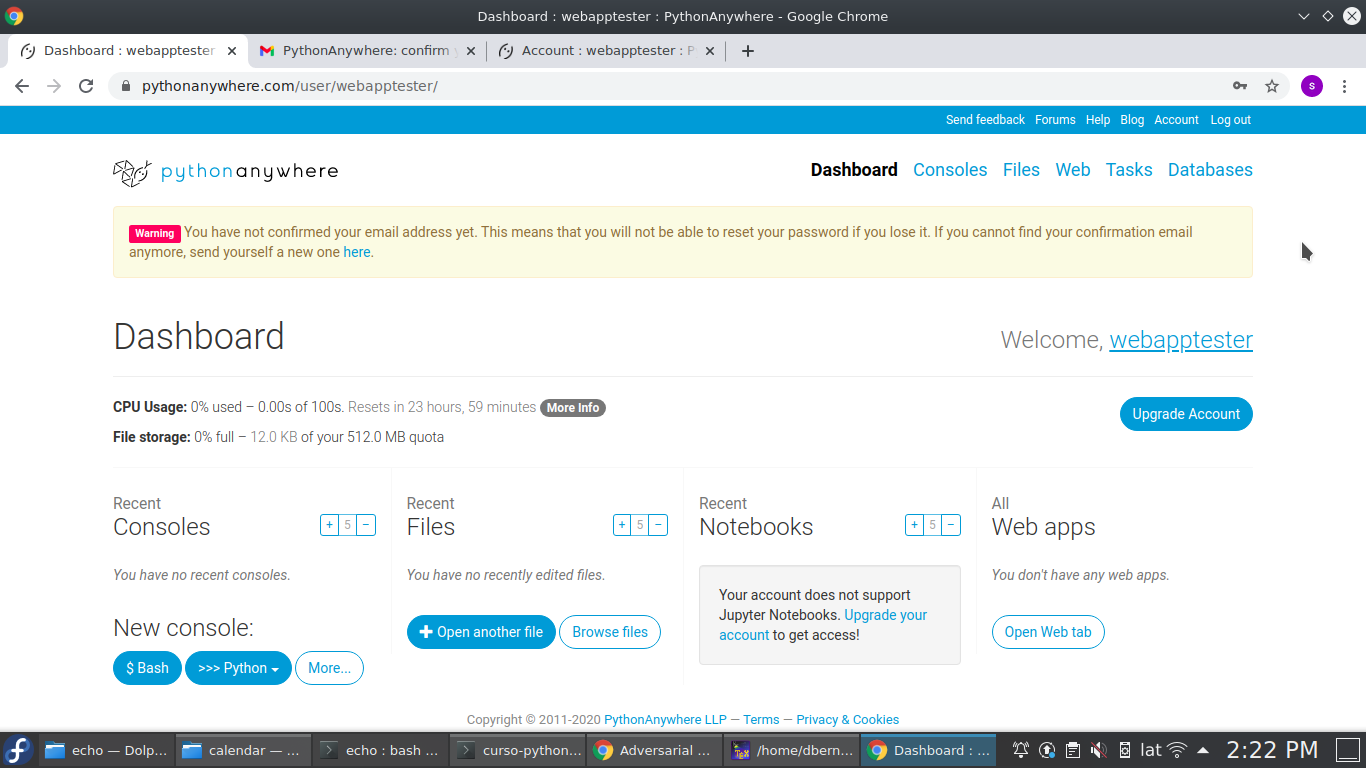 Dashboard : webapptester : PythonAnywhere - Google Chrome
Dashboard : webapptester
PythonAnywhere: confirm
Account : webapptester : P
pythonanywhere.com/user/webapptester/
s
Send feedback Forums Help Blog Account Log out
pythonanywhere
Dashboard Consoles Files Web Tasks Databases
Warning You have not confirmed your email address yet. This means that you will not be able to reset your password if you lose it. If you cannot find your confirmation email
anymore, send yourself a new one here.
Dashboard
Welcome, webapptester
CPU Usage: 0% used – 0.00s of 100s. Resets in 23 hours, 59 minutes More Info
Upgrade Account
File storage: 0% full – 12.0 KB of your 512.0 MB quota
Recent
Consoles
+ 5 −
You have no recent consoles.
New console:
$ Bash
>>> Python
More...
Recent
Files
+ 5 −
You have no recently edited files.
Open another file
Browse files
Recent
Notebooks
+ 5 −
Your account does not support
Jupyter Notebooks. Upgrade your
account to get access!
All
Web apps
You don't have any web apps.
Open Web tab
Copyright © 2011-2020 PythonAnywhere LLP — Terms — Privacy & Cookies
echo — Dolp...
calendar — ...
echo : bash ...
curso-python...
Adversarial ...
/home/dbern...
Dashboard : ...
lat
2:22 PM